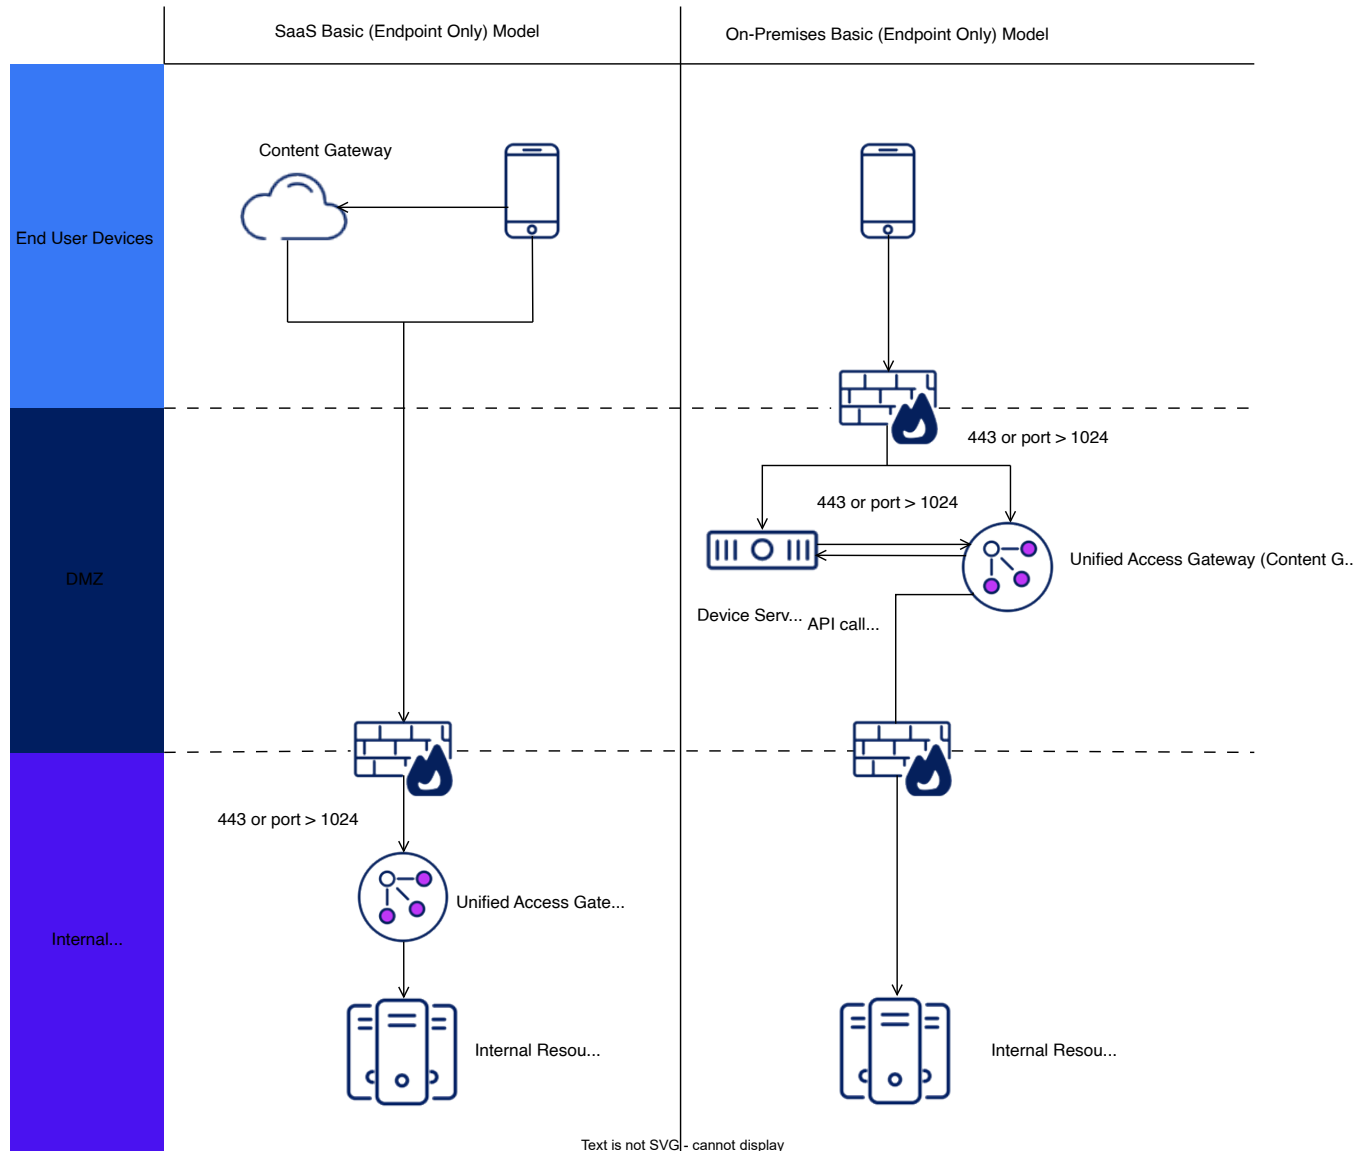 SaaS Basic (Endpoint Only) Model
On-Premises Basic (Endpoint Only) Model
End User Devices
Content Gateway
443 or port > 1024
443 or port > 1024
DMZ
Unified Access Gateway (Content G...
Device Serv...
API call...
443 or port > 1024
Unified Access Gate...
Internal...
Internal Resou...
Internal Resou...
Text is not SVG - cannot display